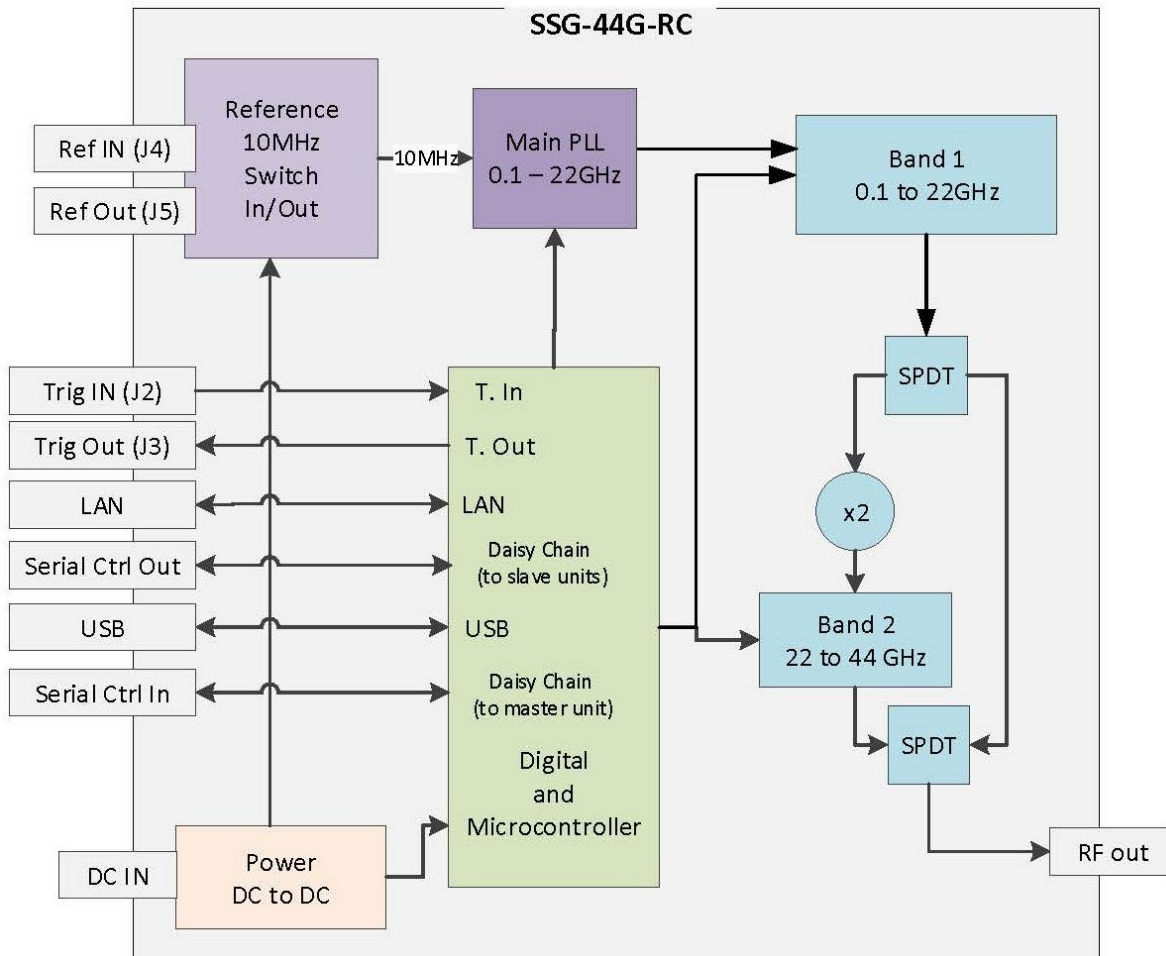 SSG-44G-RC
Reference
10MHz
Switch
In/Out
Ref IN (J4)
Ref Out (J5)
10MHz
Main PLL
0.1 – 22GHz
Band 1
0.1 to 22GHz
SPDT
x2
Band 2
22 to 44 GHz
SPDT
RF out
Trig IN (J2)
Trig Out (J3)
LAN
Serial Ctrl Out
USB
Serial Ctrl In
T. In
T. Out
LAN
Daisy Chain
(to slave units)
USB
Daisy Chain
(to master unit)
Digital
and
Microcontroller
DC IN
Power
DC to DC